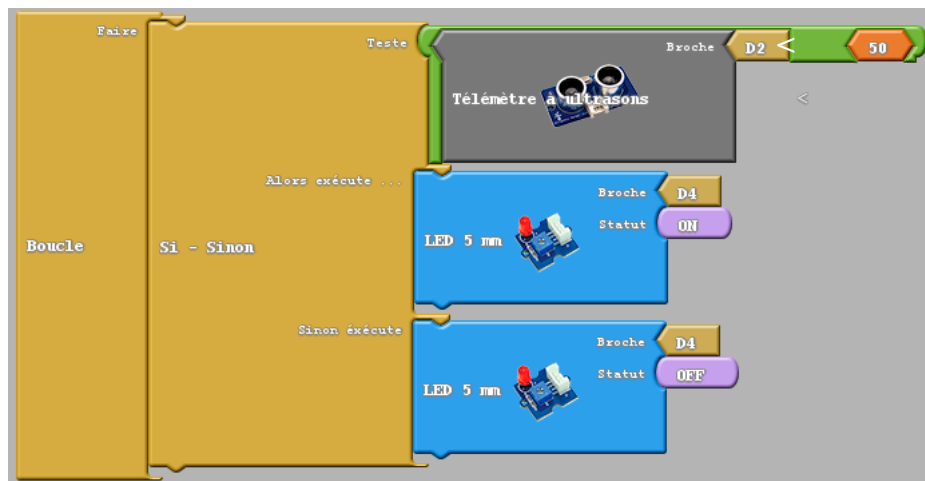 Faire
Teste
Broche
D2
<
50
Télémètre à ultrasons
<
Alors exécute ...
Broche
D4
Statut
ON
Boucle
Si - Sinon
LED 5 mm
Sinon éxécute
Broche
D4
Statut
OFF
LED 5 mm